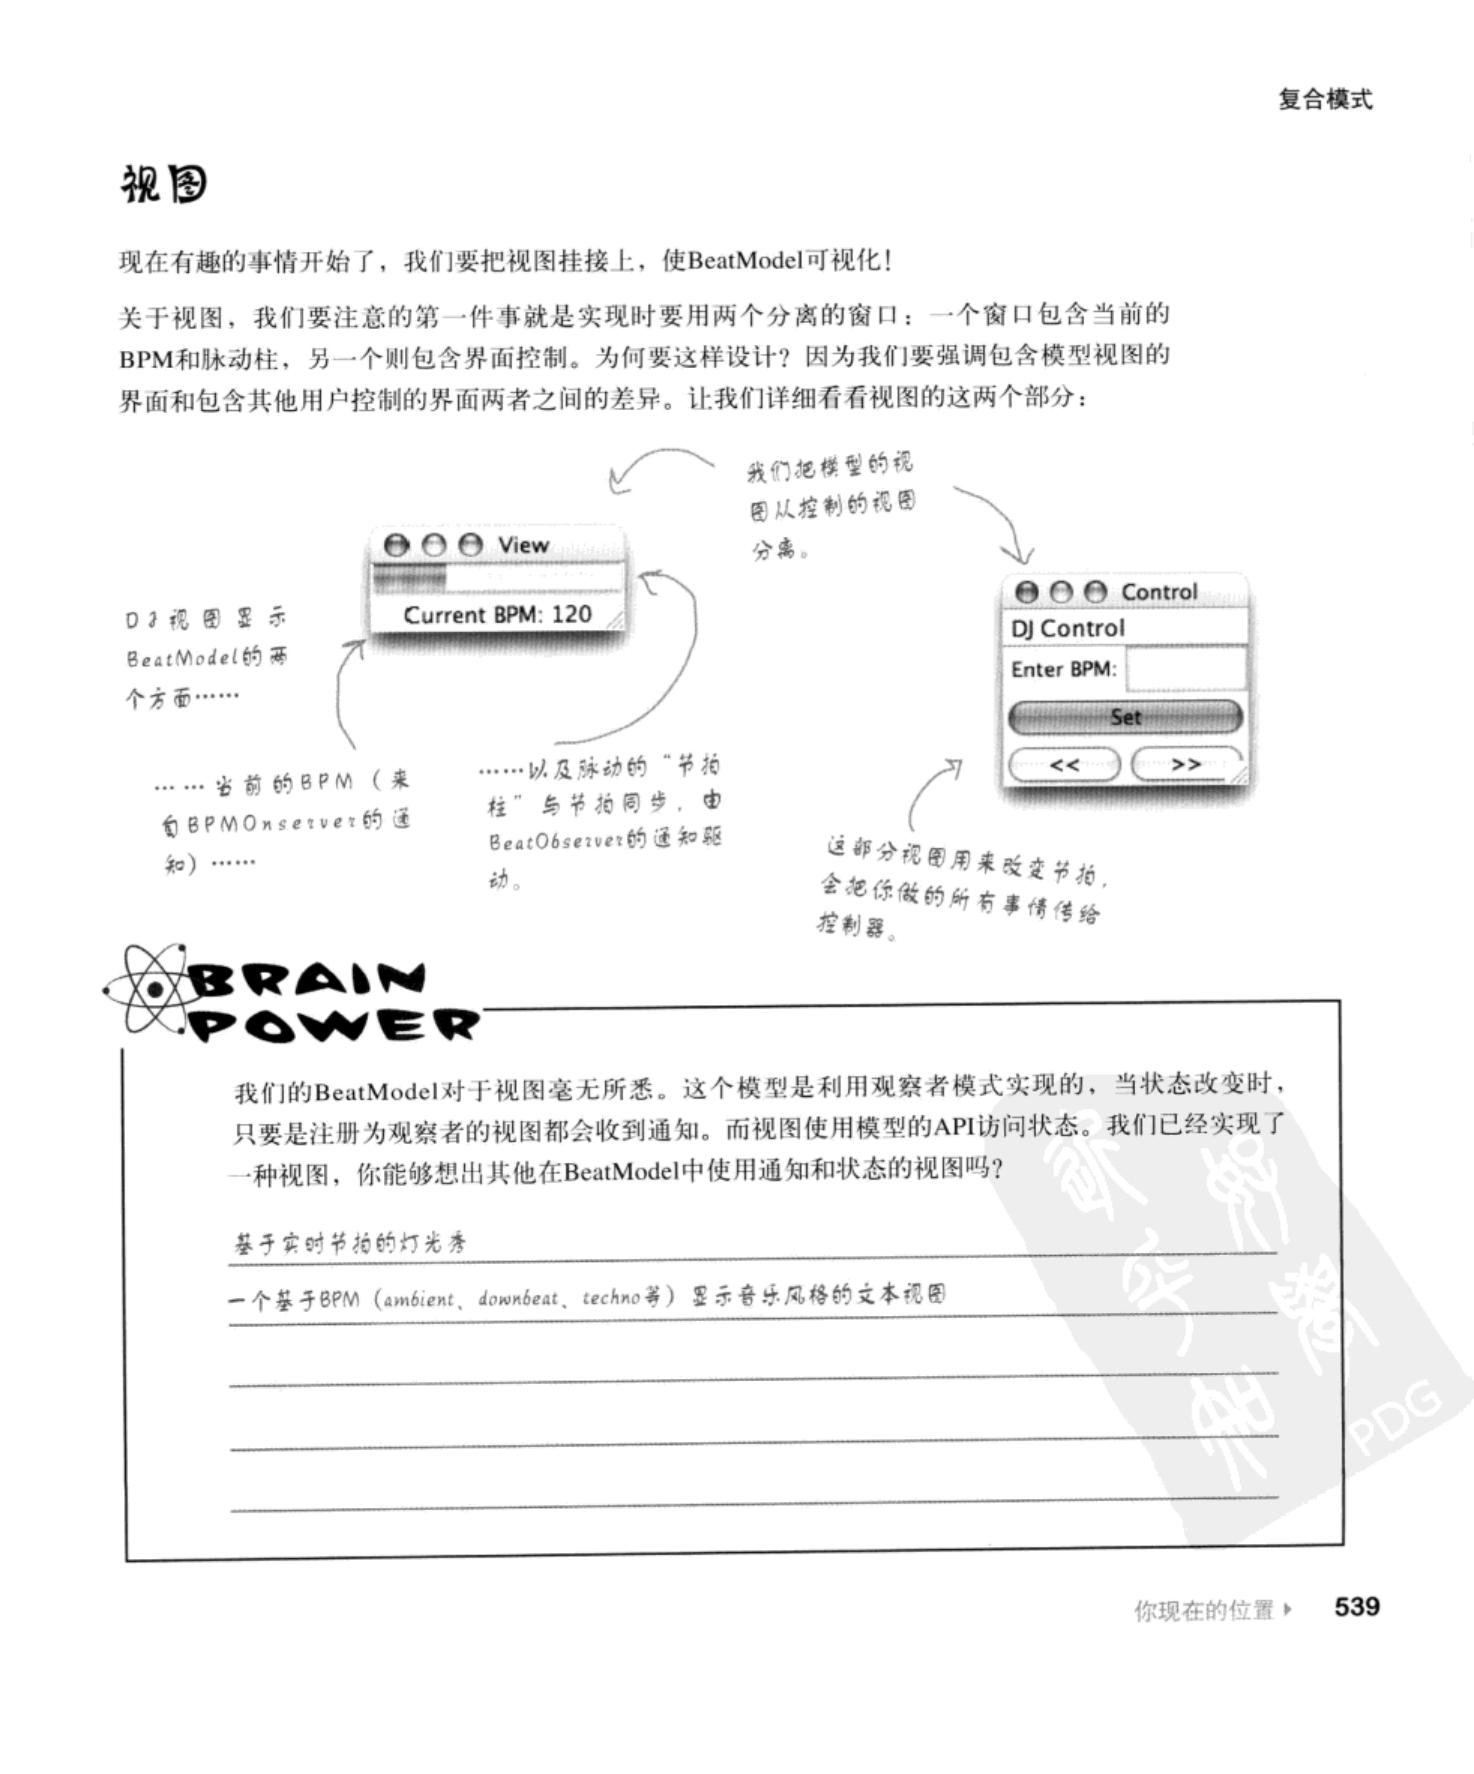 复合模式
视图
现在有趣的事情开始了，我们要把视图挂接上，使BeatModel可视化！
关于视图，我们要注意的第一件事就是实现时要用两个分离的窗口：一个窗口包含当前的
BPM和脉动柱，另一个则包含界面控制。为何要这样设计？因为我们要强调包含模型视图的
界面和包含其他用户控制的界面两者之间的差异。让我们详细看看视图的这两个部分：
我们把模型的视
图从控制的视图
分离。
View
Current BPM: 120
Control
DJ Control
Enter BPM:
Set
<<
>>
DJ视图显示
BeatModel的两
个方面……
……当前的BPM（来
自BPMOnserver的通
知）……
……以及脉动的“节拍
柱”与节拍同步，由
BeatObserver的通知驱
动。
这部分视图用来改变节拍，
会把你做的所有事情传给
控制器。
BRAIN
POWER
我们的BeatModel对于视图毫无所悉。这个模型是利用观察者模式实现的，当状态改变时，
只要是注册为观察者的视图都会收到通知。而视图使用模型的API访问状态。我们已经实现了
一种视图，你能够想出其他在BeatModel中使用通知和状态的视图吗？
基于实时节拍的灯光秀
一个基于BPM（ambient、downbeat、techno等）显示音乐风格的文本视图
PDG
你现在的位置
539